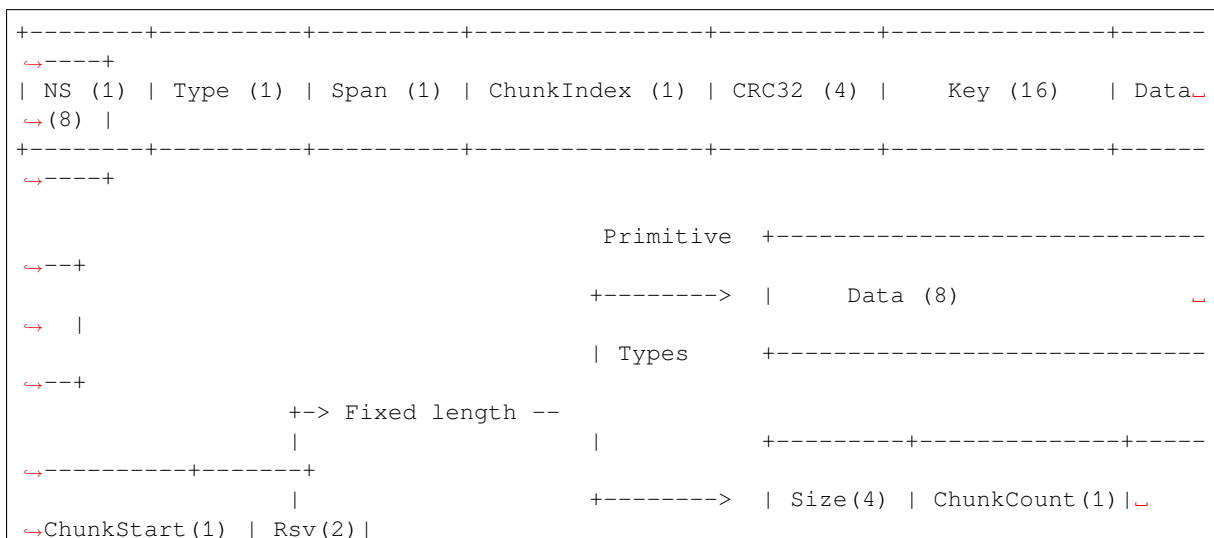 +--------+----------+----------+----------------+-----------+---------------+------
↪----+
| NS (1) | Type (1) | Span (1) | ChunkIndex (1) | CRC32 (4) |    Key (16)   | Data␣
↪(8) |
+--------+----------+----------+----------------+-----------+---------------+------
↪----+
                                         Primitive  +------------------------------
↪--+
                                        +-------->  |     Data (8)                ␣
↪  |
                                        | Types     +------------------------------
↪--+
                   +-> Fixed length --
                   |                    |           +---------+--------------+-----
↪----------+-------+
                   |                    +-------->  | Size(4) | ChunkCount(1)|␣
↪ChunkStart(1) | Rsv(2)|